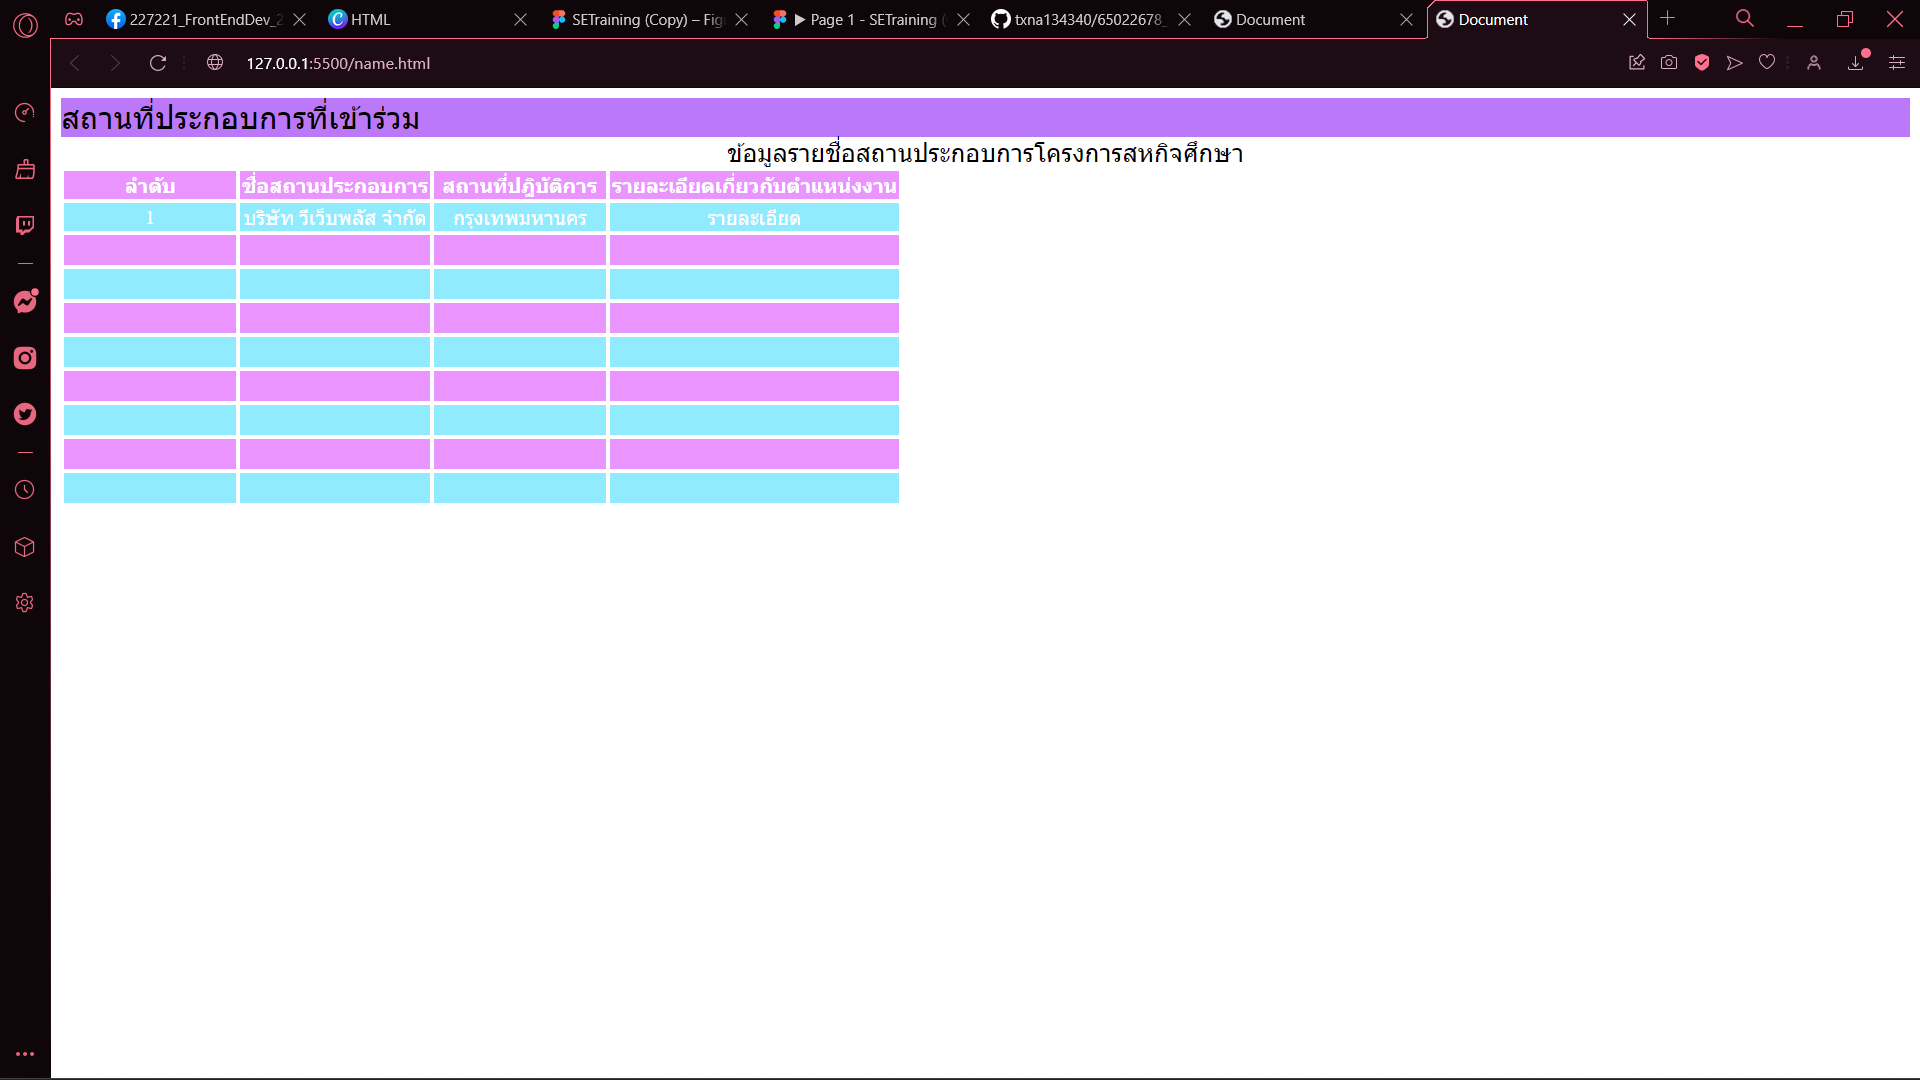 227221_FrontEndDev_2
HTML
SETraining (Copy) – Fig
▶ Page 1 - SETraining (
txna134340/65022678_
Document
Document
127.0.0.1:5500/name.html
สถานที่ประกอบการที่เข้าร่วม
ข้อมูลรายชื่อสถานประกอบการโครงการสหกิจศึกษา
ลำดับ ชื่อสถานประกอบการ สถานที่ปฎิบัติการ รายละเอียดเกี่ยวกับตำแหน่งงาน
1 บริษัท วีเว็บพลัส จำกัด กรุงเทพมหานคร รายละเอียด